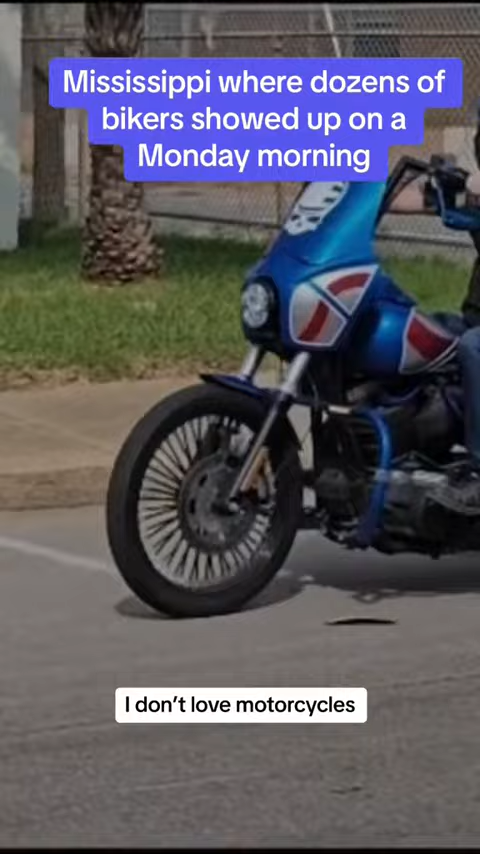 Mississippi where dozens of
bikers showed up on a
Monday morning
I don’t love motorcycles